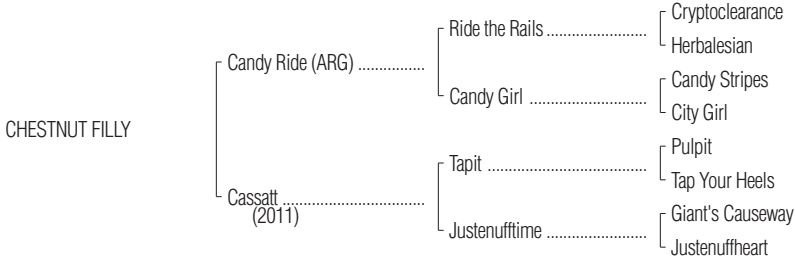 Cryptoclearance
Ride the Rails ........................
Herbalesian
Candy Ride (ARG) ................
Candy Stripes
Candy Girl ............................
City Girl
CHESTNUT FILLY
Pulpit
Tapit ......................................
Tap Your Heels
Cassatt ..................................
(2011)
Giant's Causeway
Justenufftime ........................
Justenuffheart